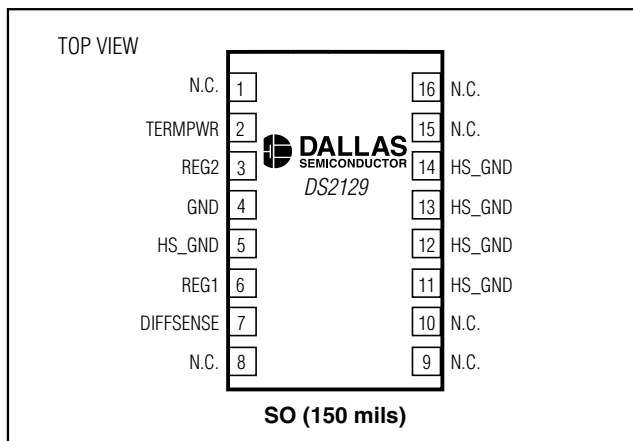 TOP VIEW
N.C. 1
16 N.C.
TERMPWR 2
15 N.C.
DALLAS
SEMICONDUCTOR
DS2129
REG2 3
14 HS_GND
GND 4
13 HS_GND
HS_GND 5
12 HS_GND
REG1 6
11 HS_GND
DIFFSENSE 7
10 N.C.
N.C. 8
9 N.C.
SO (150 mils)